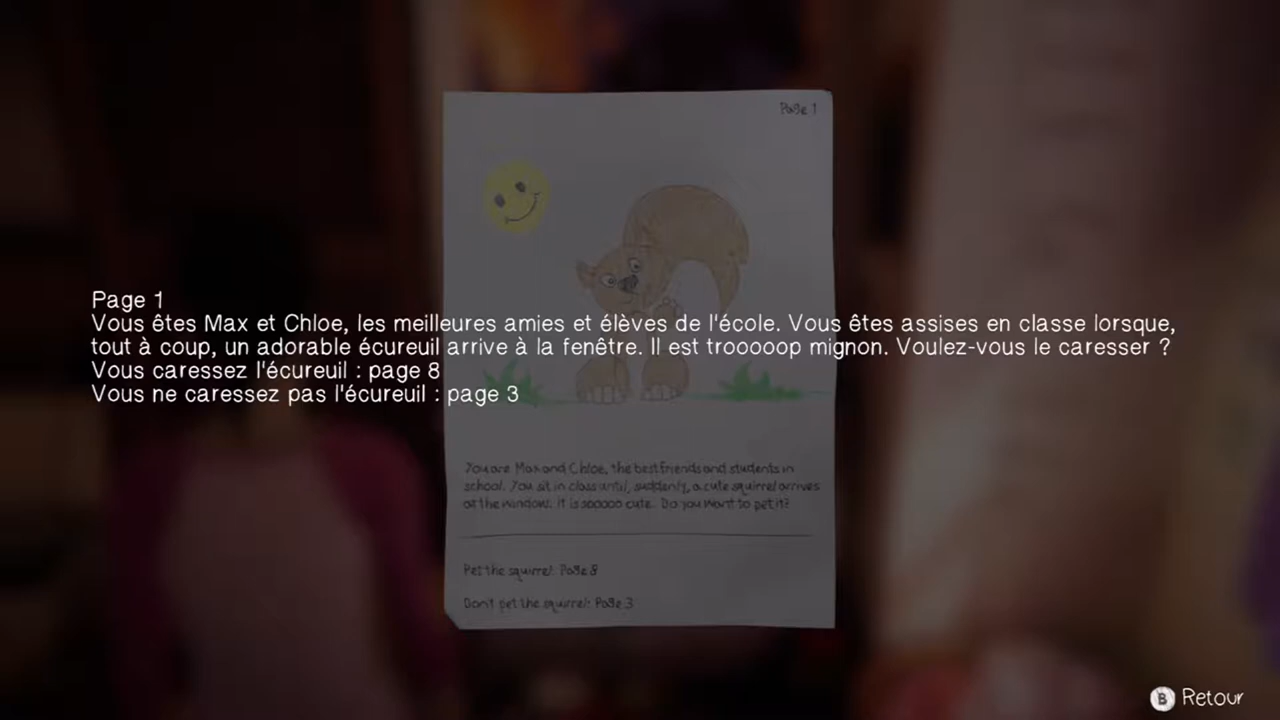 Page 1
Page 1
Vous êtes Max et Chloe, les meilleures amies et élèves de l'école. Vous êtes assises en classe lorsque,
tout à coup, un adorable écureuil arrive à la fenêtre. Il est trooooop mignon. Voulez-vous le caresser ?
Vous caressez l'écureuil : page 8
Vous ne caressez pas l'écureuil : page 3
You are Max and Chloe, the best friends and students in
school. You sit in class until, suddenly, a cute squirrel arrives
at the window. It is sooooo cute. Do you want to pet it?
Pet the squirrel: Page 8
Don't pet the squirrel: Page 3
B Retour